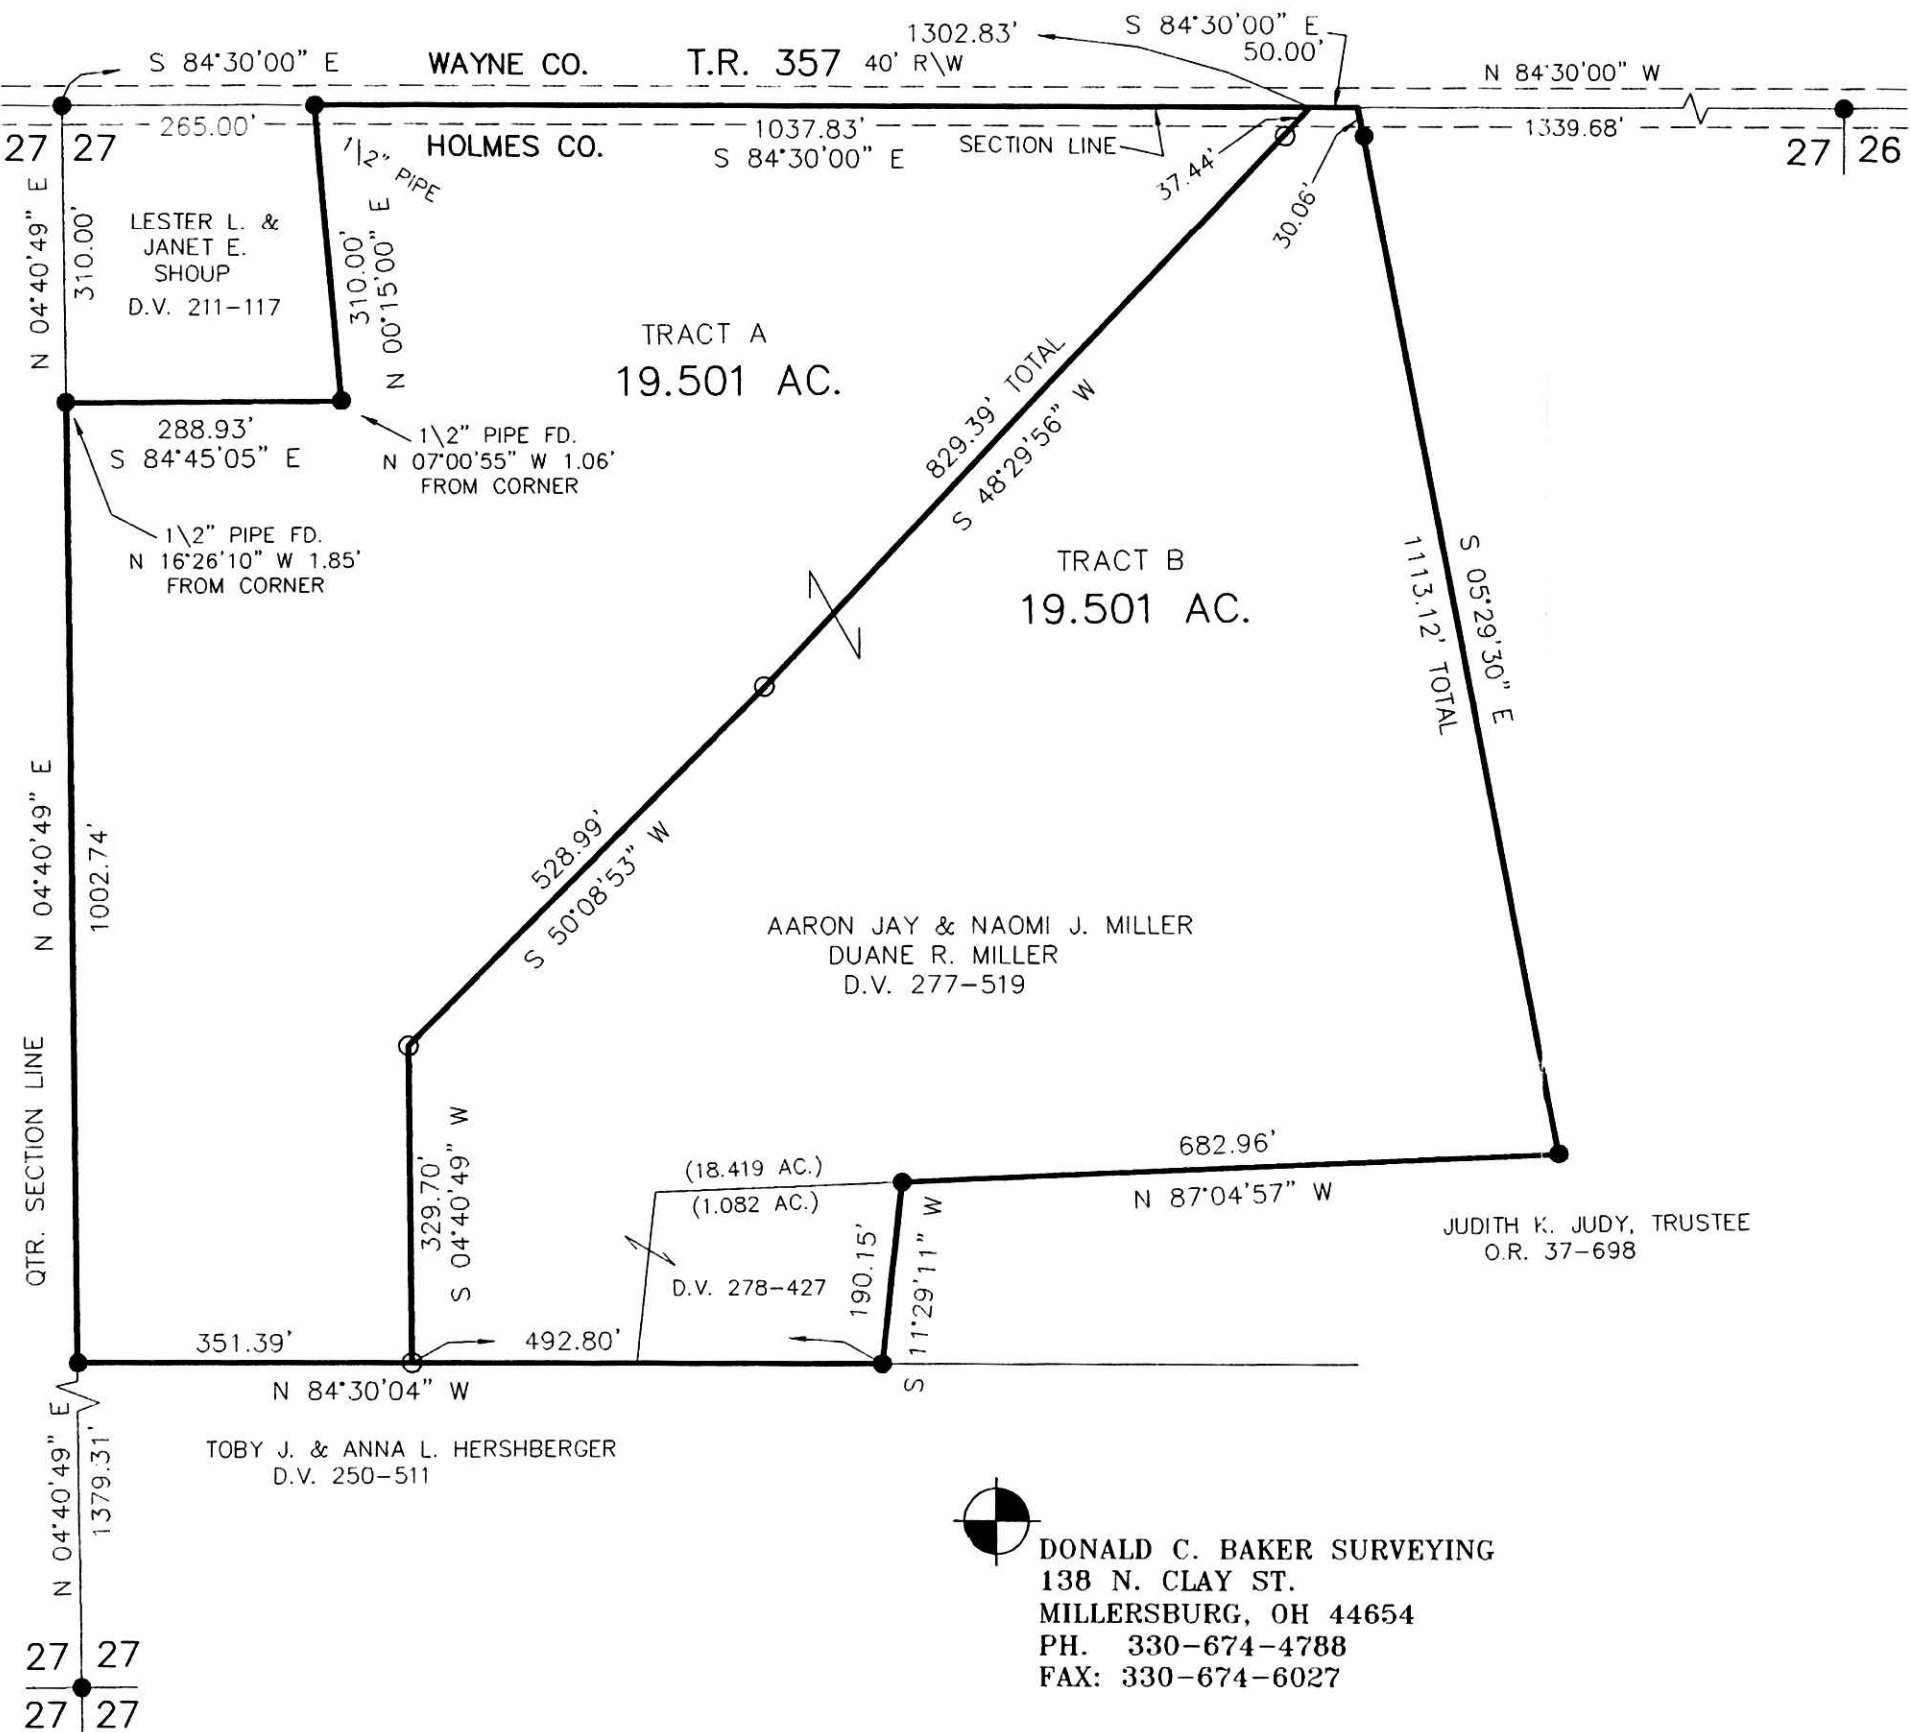 1302.83'
S 84°30'00" E
50.00'
S 84°30'00" E
WAYNE CO.
T.R. 357
40' R\W
N 84°30'00" W
265.00'
1037.83'
1339.68'
27 27
HOLMES CO.
S 84°30'00" E
SECTION LINE
27 26
1|2" PIPE
37.44'
30.06'
N 04°40'49" E
310.00'
LESTER L. &
JANET E.
SHOUP
D.V. 211-117
310.00'
N 00°15'00" E
TRACT A
19.501 AC.
288.93'
S 84°45'05" E
1\2" PIPE FD.
N 07°00'55" W 1.06'
FROM CORNER
829.39' TOTAL
S 48°29'56" W
1\2" PIPE FD.
N 16°26'10" W 1.85'
FROM CORNER
TRACT B
19.501 AC.
S 05°29'30" E
1113.12' TOTAL
N 04°40'49" E
1002.74'
528.99'
S 50°08'53" W
AARON JAY & NAOMI J. MILLER
DUANE R. MILLER
D.V. 277-519
QTR. SECTION LINE
329.70'
S 04°40'49" W
(18.419 AC.)
(1.082 AC.)
682.96'
N 87°04'57" W
D.V. 278-427
190.15'
S 11°29'11" W
JUDITH K. JUDY, TRUSTEE
O.R. 37-698
351.39'
492.80'
N 84°30'04" W
N 04°40'49" E
1379.31'
TOBY J. & ANNA L. HERSHBERGER
D.V. 250-511
DONALD C. BAKER SURVEYING
138 N. CLAY ST.
MILLERSBURG, OH 44654
PH. 330-674-4788
FAX: 330-674-6027
27 27
27 27